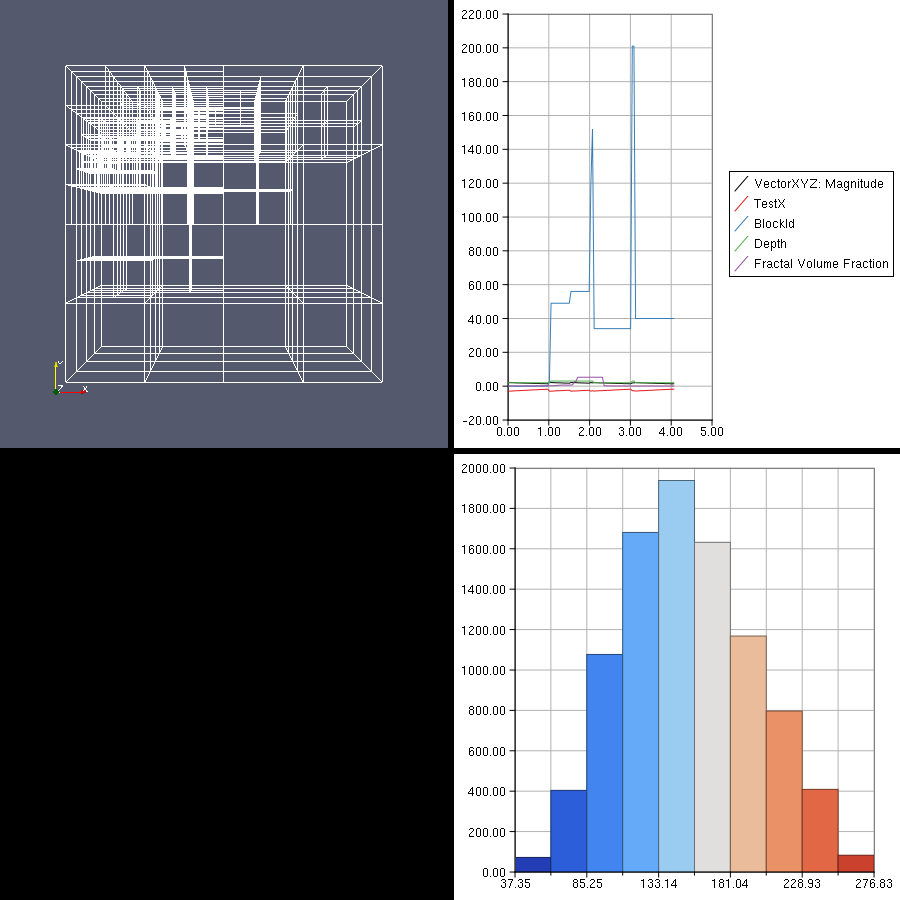 Y
Z
X
220.00
200.00
180.00
160.00
140.00
120.00
100.00
80.00
60.00
40.00
20.00
0.00
-20.00
0.00 1.00 2.00 3.00 4.00 5.00
VectorXYZ: Magnitude
TestX
BlockId
Depth
Fractal Volume Fraction
2000.00
1800.00
1600.00
1400.00
1200.00
1000.00
800.00
600.00
400.00
200.00
0.00
37.35 85.25 133.14 181.04 228.93 276.83